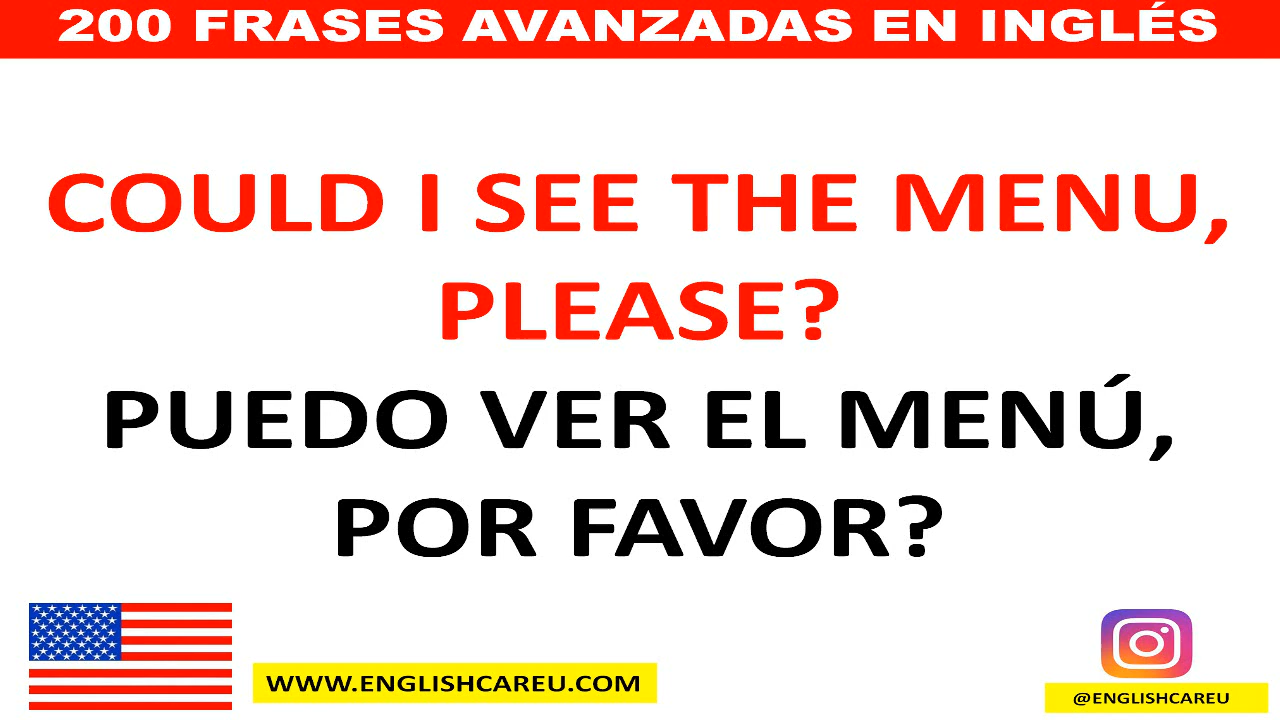 200 FRASES AVANZADAS EN INGLÉS
COULD I SEE THE MENU,
PLEASE?
PUEDO VER EL MENÚ,
POR FAVOR?
WWW.ENGLISHCAREU.COM
@ENGLISHCAREU